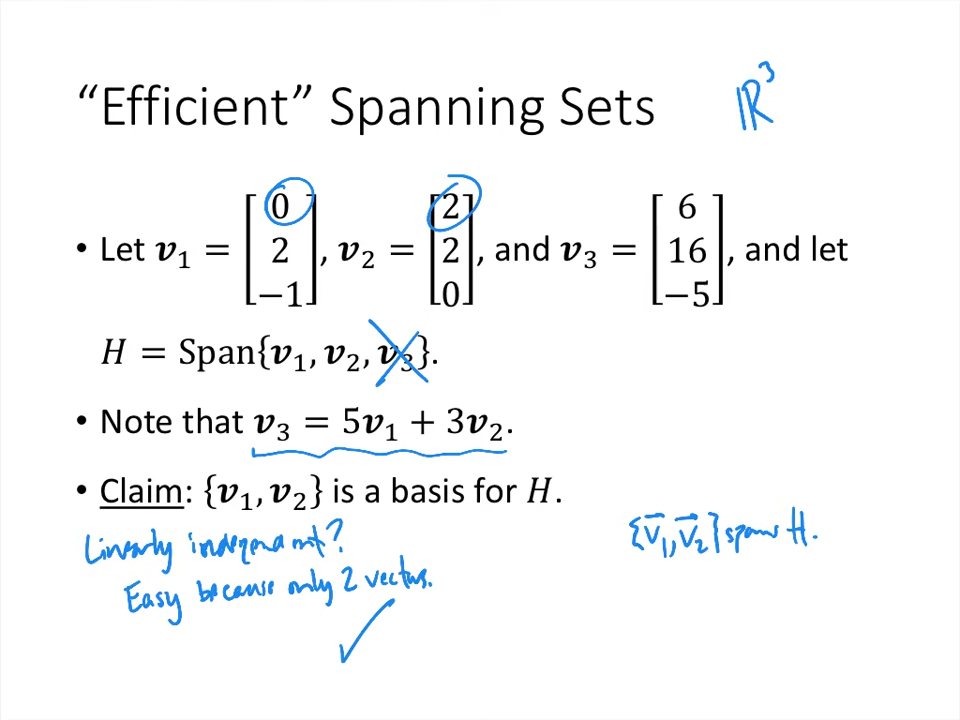 “Efficient” Spanning Sets ℝ³
• Let 𝒗₁ = [0 2 −1], 𝒗₂ = [2 2 0], and 𝒗₃ = [6 16 −5], and let
H = Span{𝒗₁, 𝒗₂, 𝒗₃}.
• Note that 𝒗₃ = 5𝒗₁ + 3𝒗₂.
• Claim: {𝒗₁, 𝒗₂} is a basis for H.
Linearly independent? {v⃗₁, v⃗₂} spans H.
Easy because only 2 vectors.